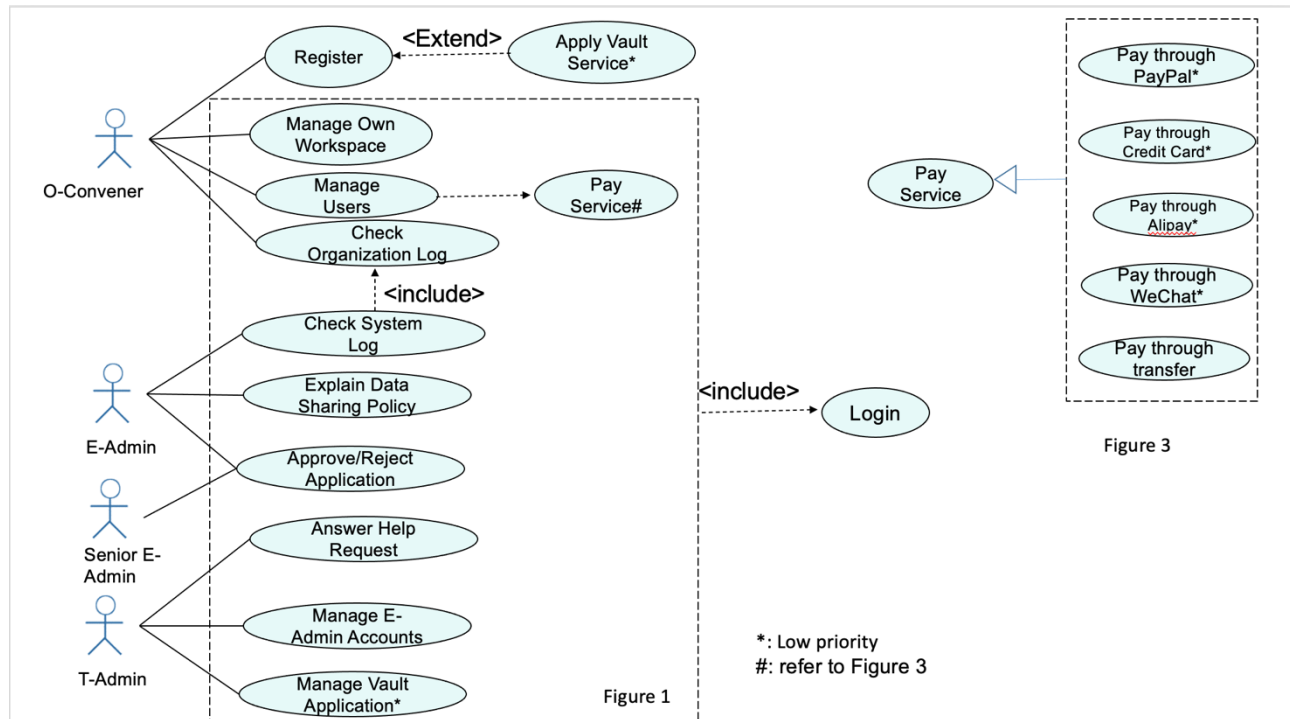 <Extend>
Register
Apply Vault
Service*
Manage Own
Workspace
O-Convener
Manage
Users
Pay
Service#
Check
Organization Log
<include>
Check System
Log
E-Admin
Explain Data
Sharing Policy
Approve/Reject
Application
Senior E-
Admin
Answer Help
Request
T-Admin
Manage E-
Admin Accounts
Manage Vault
Application*
Figure 1
<include>
Login
Pay
Service
Pay through
PayPal*
Pay through
Credit Card*
Pay through
Alipay*
Pay through
WeChat*
Pay through
transfer
Figure 3
*: Low priority
#: refer to Figure 3